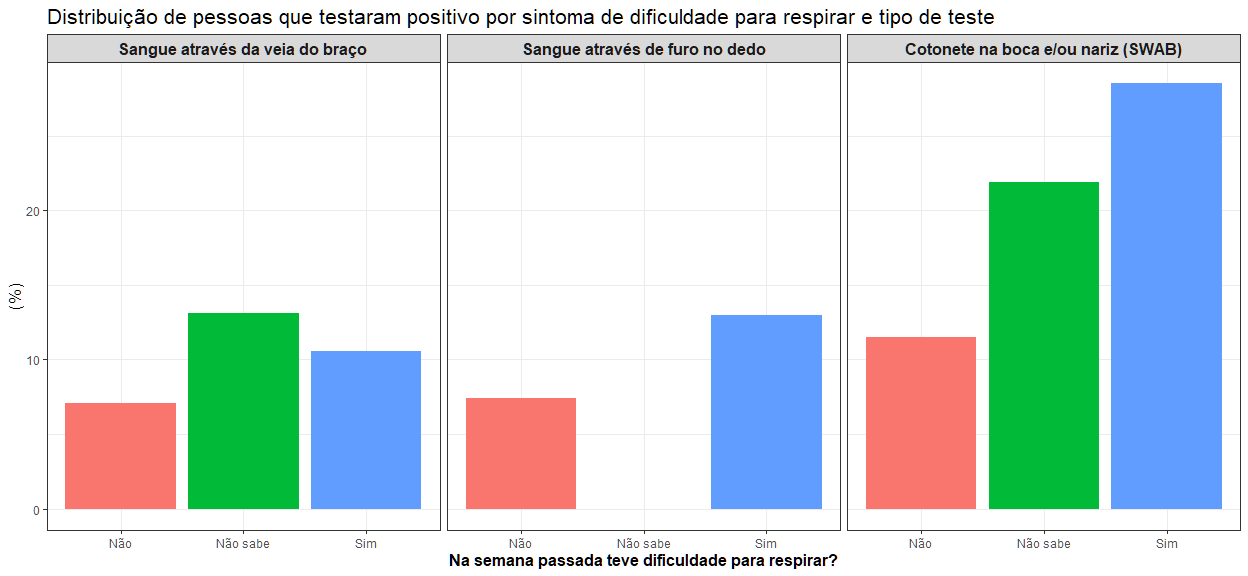 Distribuição de pessoas que testaram positivo por sintoma de dificuldade para respirar e tipo de teste
Sangue através da veia do braço
Sangue através de furo no dedo
Cotonete na boca e/ou nariz (SWAB)
(%)
20
10
0
Não Não sabe Sim
Não Não sabe Sim
Não Não sabe Sim
Na semana passada teve dificuldade para respirar?